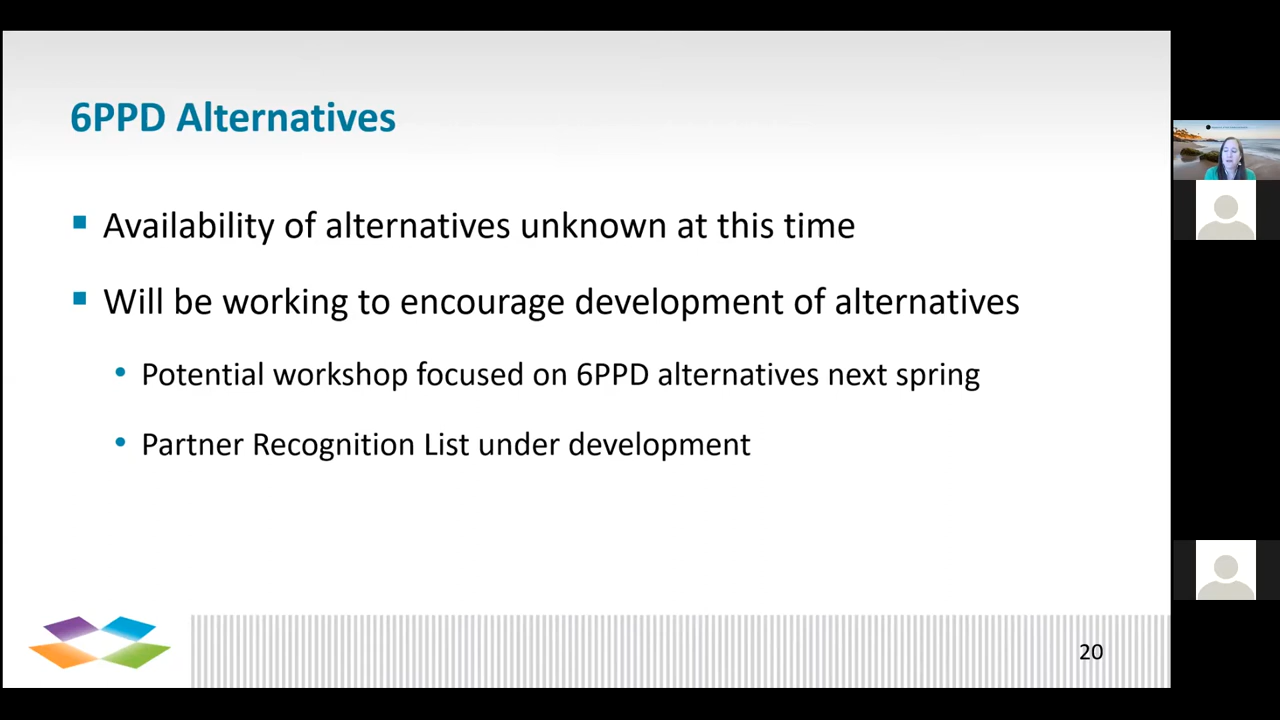 6PPD Alternatives
Availability of alternatives unknown at this time
Will be working to encourage development of alternatives
Potential workshop focused on 6PPD alternatives next spring
Partner Recognition List under development
20